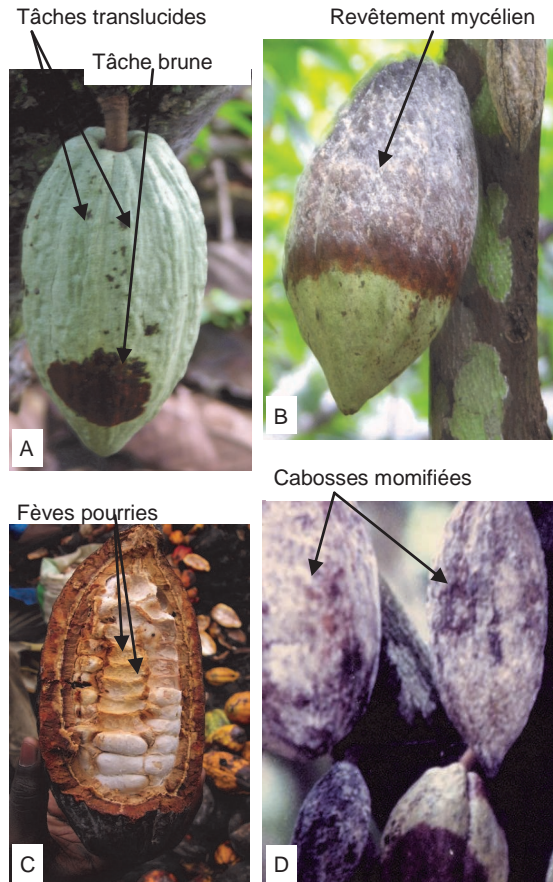 Tâches translucides
Tâche brune
Revêtement mycélien
A
B
Fèves pourries
Cabosses momifiées
C
D